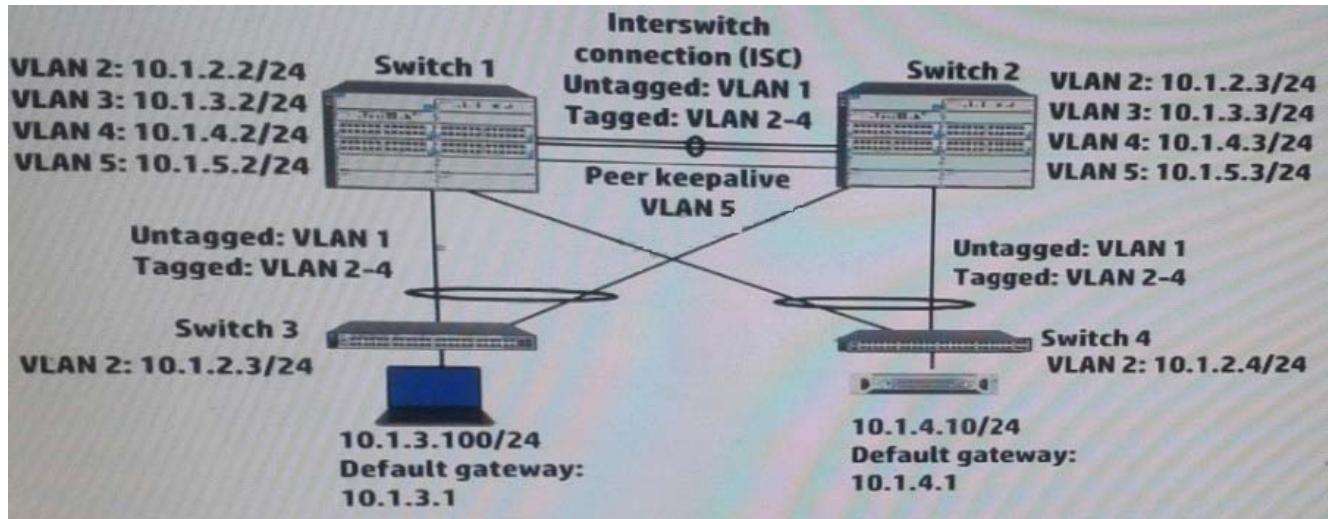 Interswitch
connection (ISC)
Untagged: VLAN 1
Tagged: VLAN 2-4
Switch 1
VLAN 2: 10.1.2.2/24
VLAN 3: 10.1.3.2/24
VLAN 4: 10.1.4.2/24
VLAN 5: 10.1.5.2/24
Switch 2
VLAN 2: 10.1.2.3/24
VLAN 3: 10.1.3.3/24
VLAN 4: 10.1.4.3/24
VLAN 5: 10.1.5.3/24
Peer keepalive
VLAN 5
Untagged: VLAN 1
Tagged: VLAN 2-4
Untagged: VLAN 1
Tagged: VLAN 2-4
Switch 3
VLAN 2: 10.1.2.3/24
Switch 4
VLAN 2: 10.1.2.4/24
10.1.3.100/24
Default gateway:
10.1.3.1
10.1.4.10/24
Default gateway:
10.1.4.1